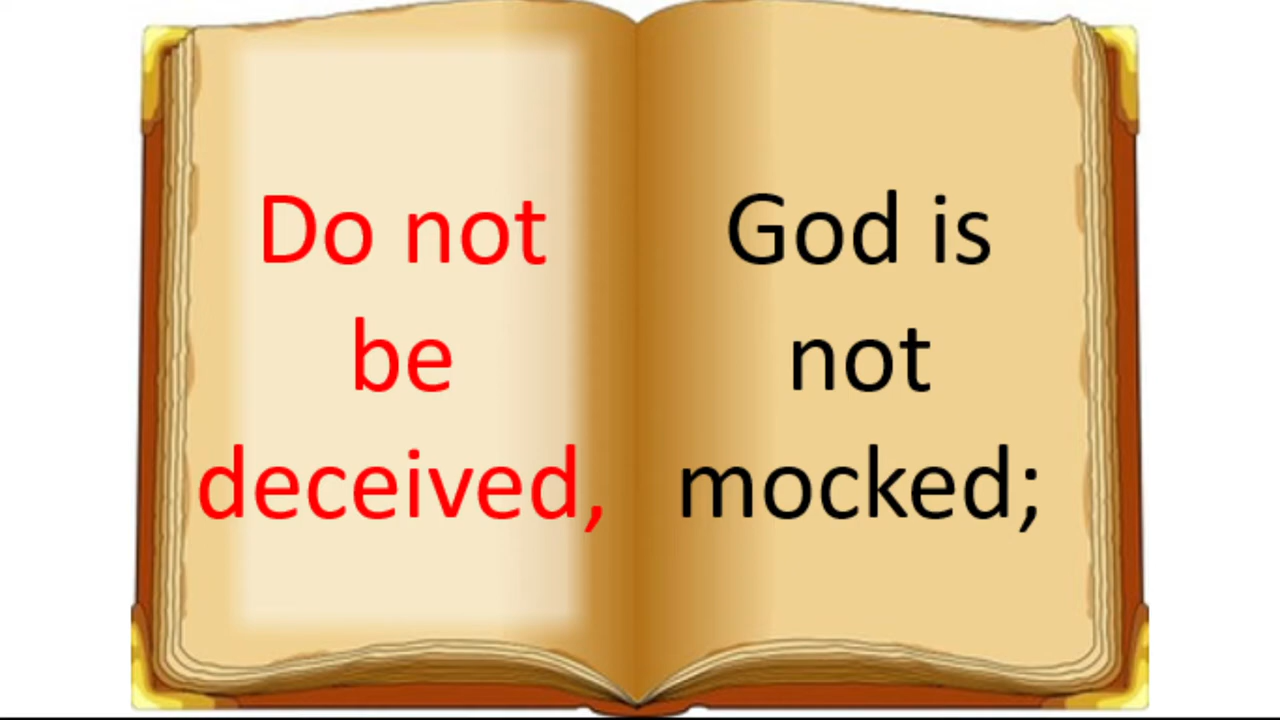 Do not
be
deceived,
God is
not
mocked;